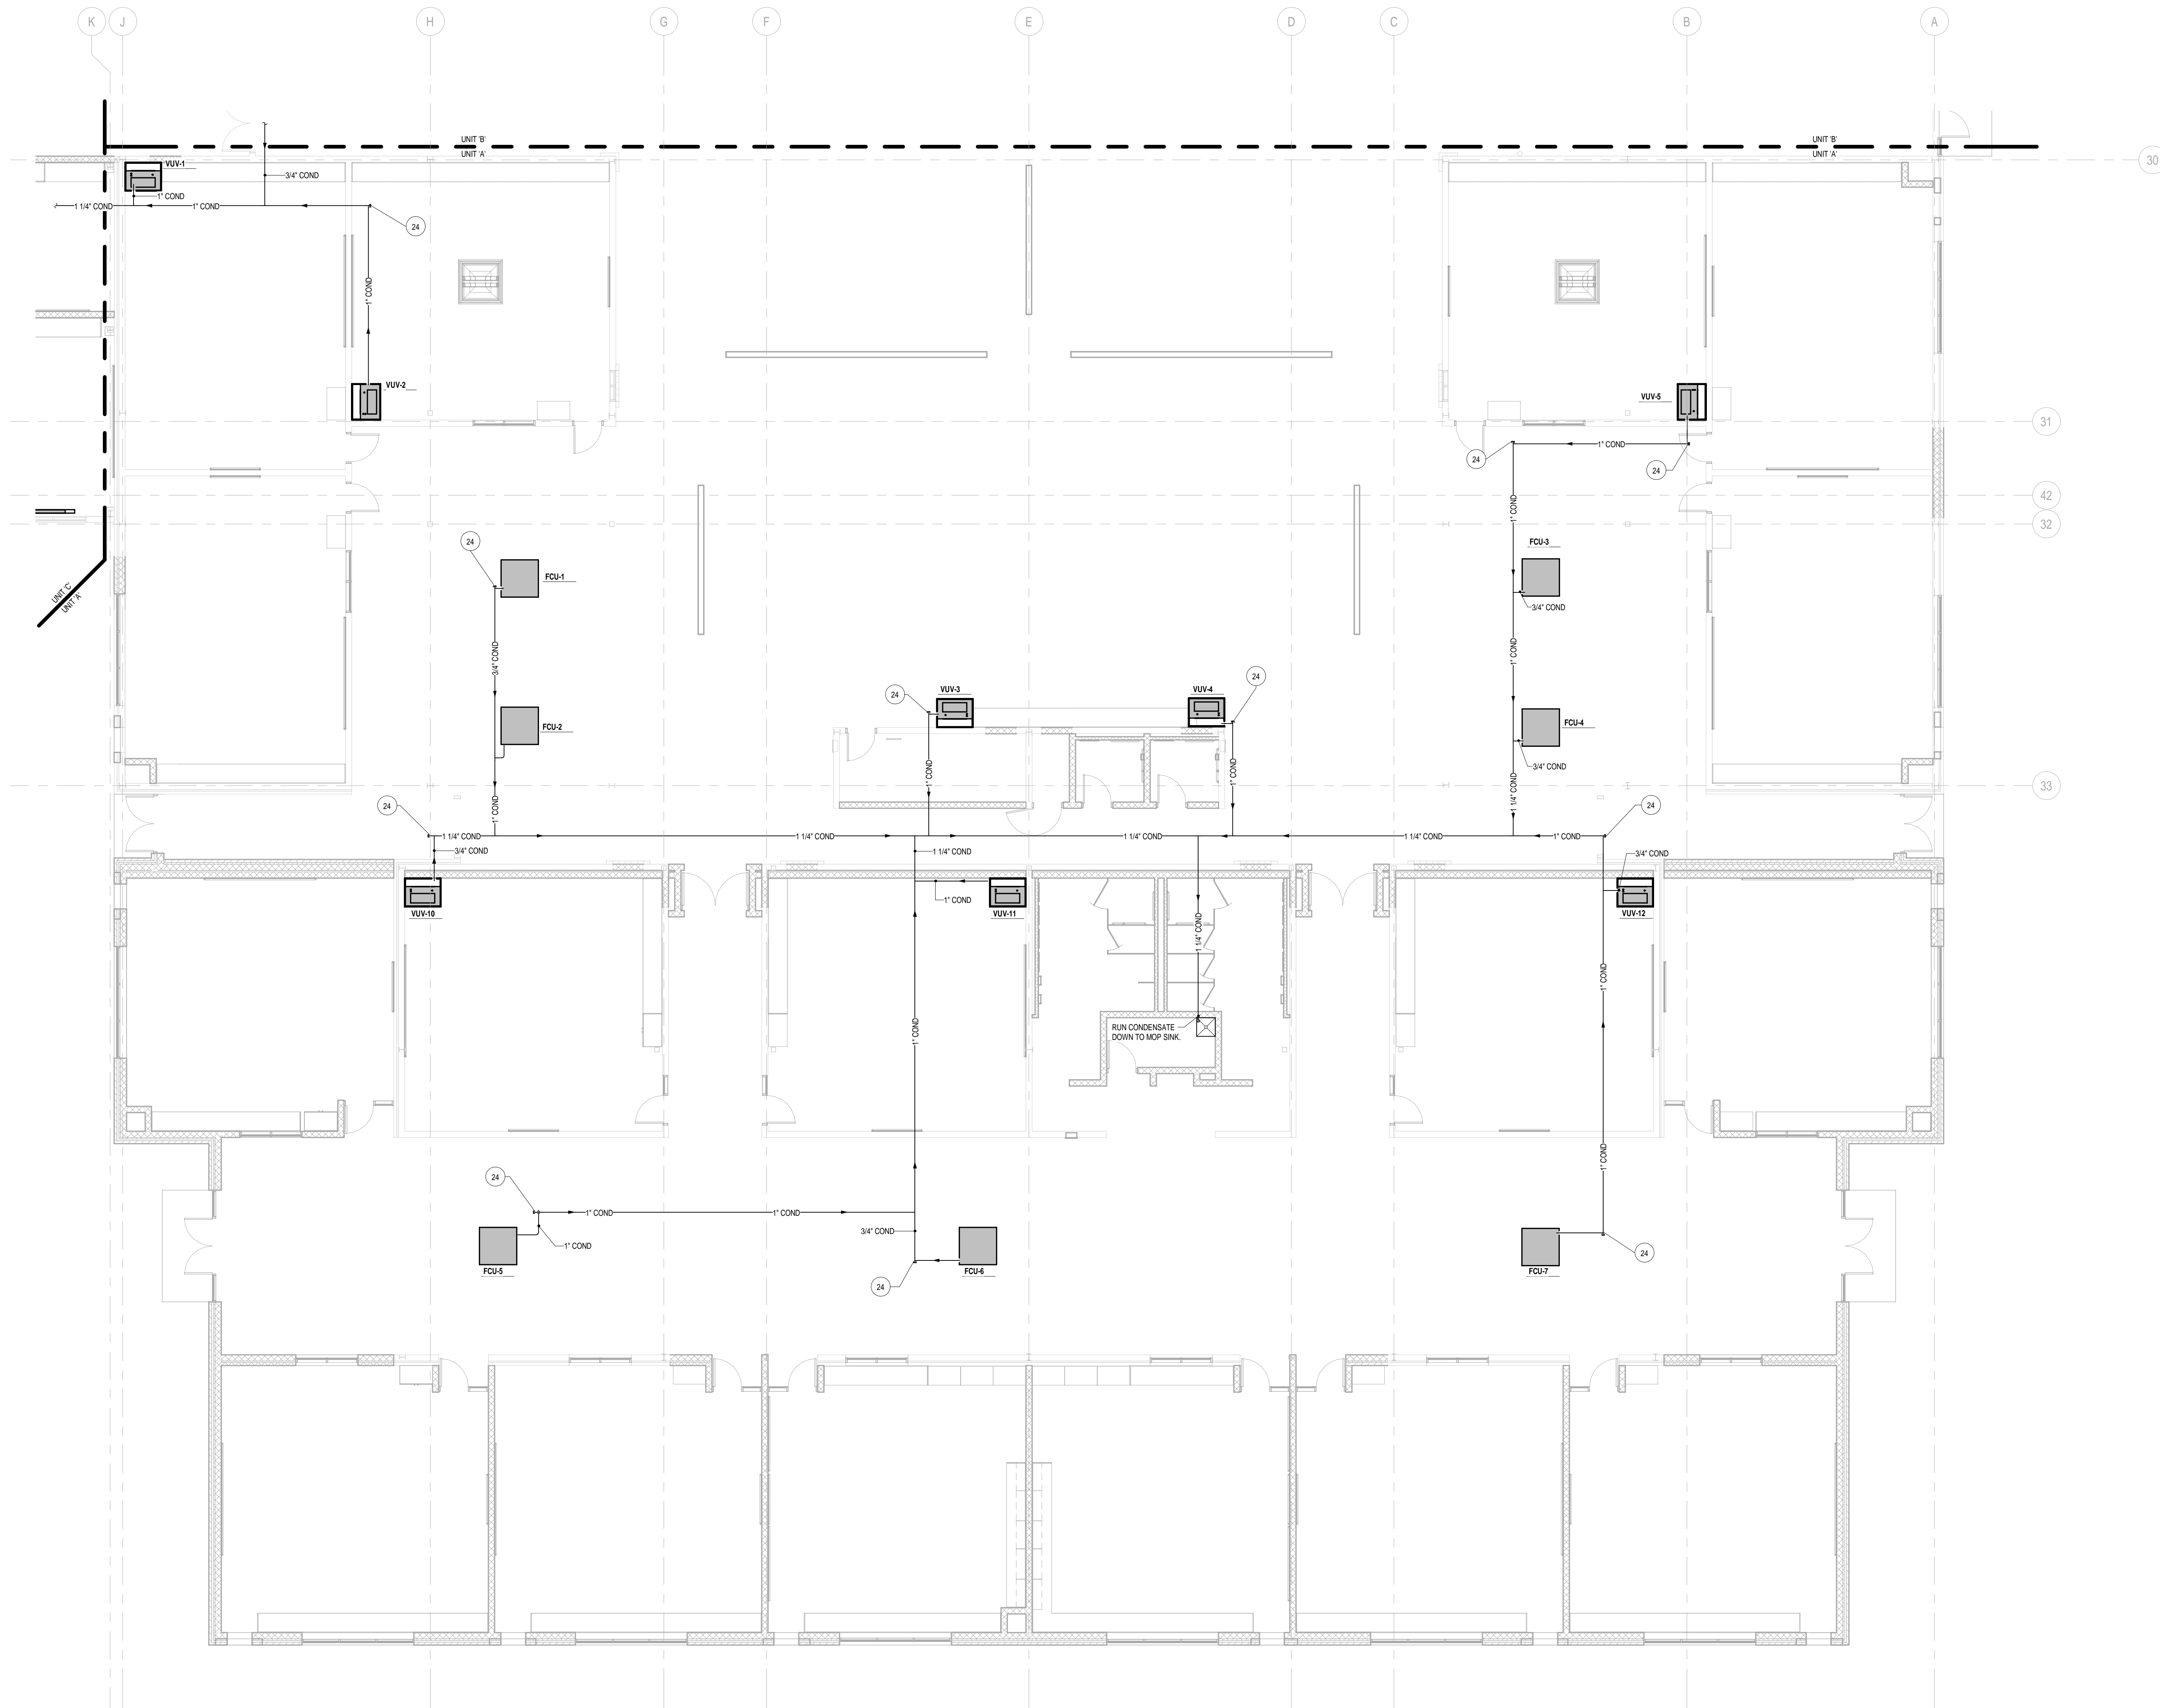 K
J
H
G
F
E
D
C
B
A
UNIT 'B'
UNIT 'A'
UNIT 'B'
UNIT 'A'
30
VUV-1
3/4" COND
1" COND
1 1/4" COND
1" COND
24
1" COND
VUV-2
VUV-5
31
1" COND
24
24
42
1" COND
32
24
FCU-1
FCU-3
UNIT 'C'
UNIT 'A'
3/4" COND
3/4" COND
1" COND
24
VUV-3
VUV-4
24
FCU-2
FCU-4
1" COND
1" COND
3/4" COND
33
1" COND
1 1/4" COND
24
24
1 1/4" COND
1 1/4" COND
1 1/4" COND
1 1/4" COND
1" COND
3/4" COND
1 1/4" COND
3/4" COND
1" COND
VUV-10
VUV-11
VUV-12
1 1/4" COND
1" COND
1" COND
RUN CONDENSATE
DOWN TO MOP SINK.
1" COND
24
1" COND
1" COND
3/4" COND
1" COND
24
FCU-5
FCU-6
FCU-7
24